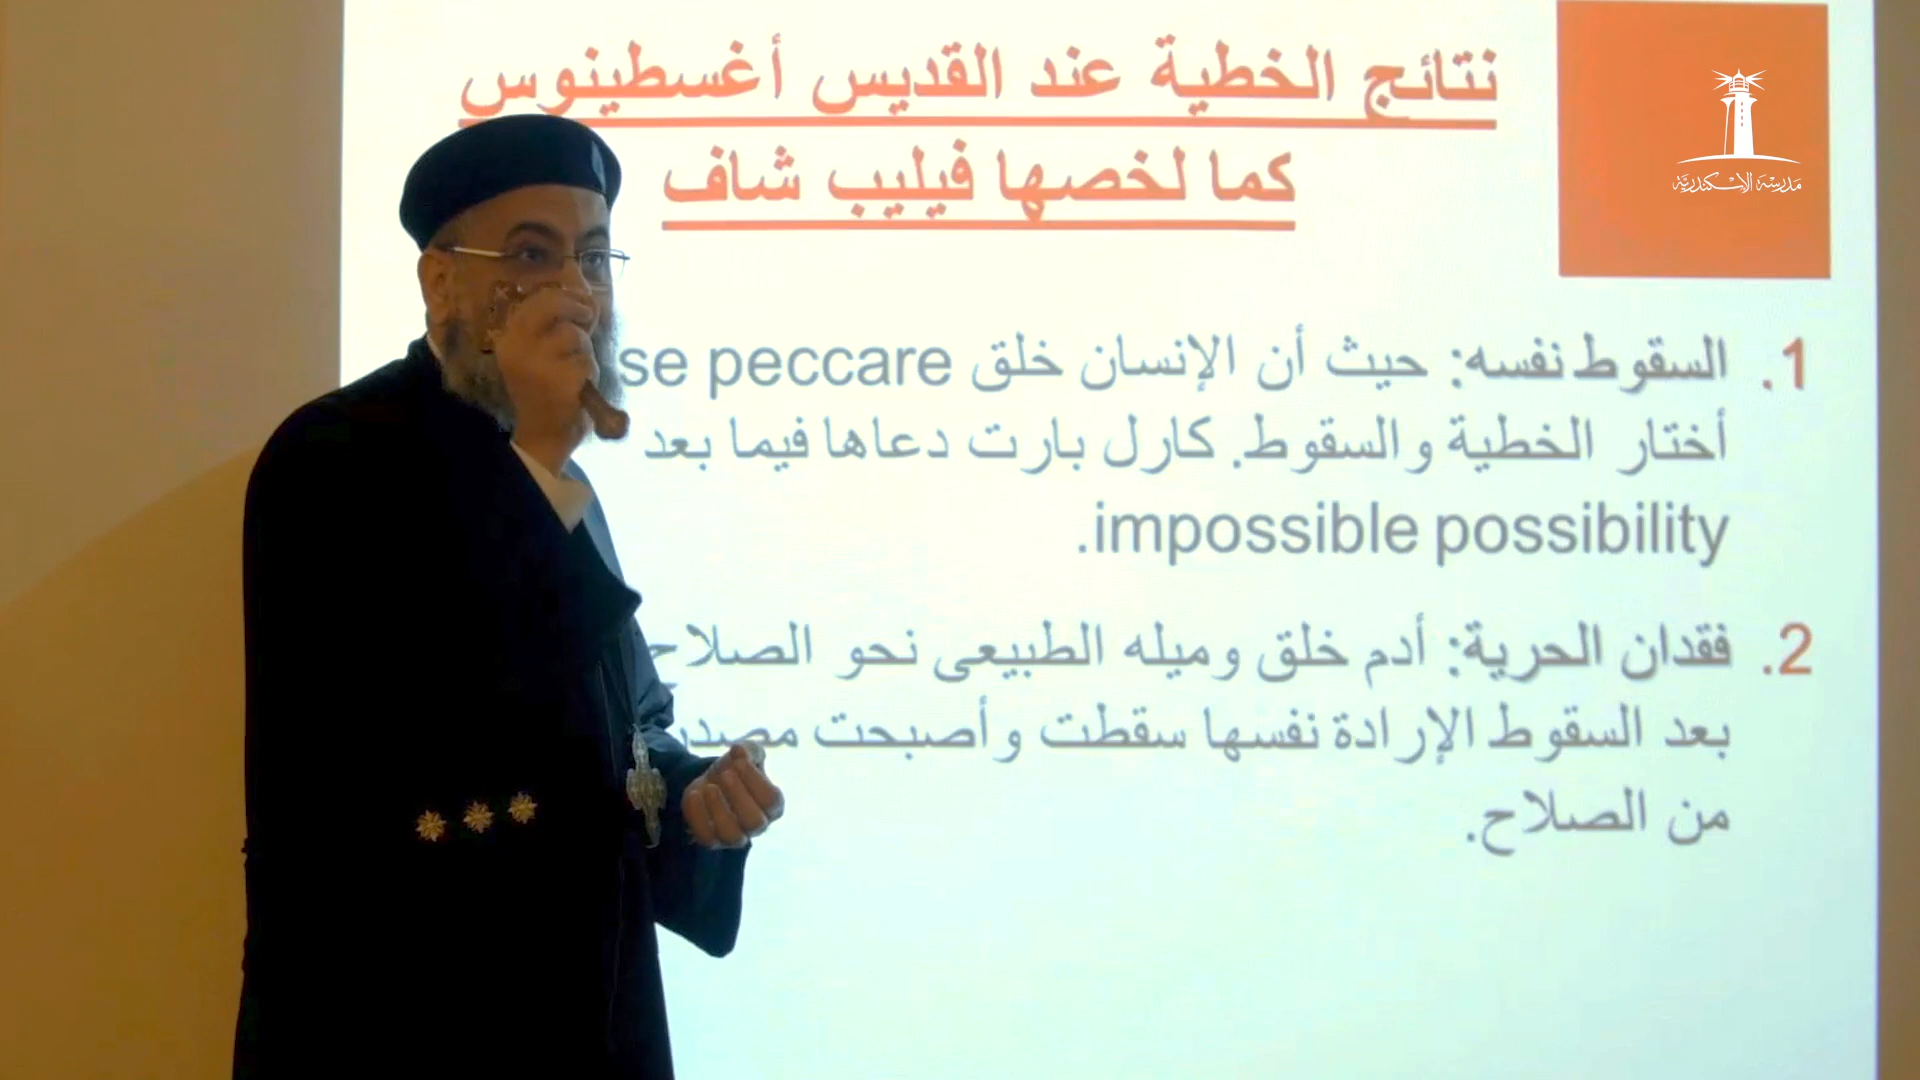 نتائج الخطية عند القديس أغسطينوس
كما لخصها فيليب شاف
مدرسة الإسكندرية
1. السقوط نفسه: حيث أن الإنسان خلق peccare
أختار الخطية والسقوط. كارل بارت دعاها فيما بعد
impossible possibility.
2. فقدان الحرية: أدم خلق وميله الطبيعى نحو الصلاح
بعد السقوط الإرادة نفسها سقطت وأصبحت مصدر
من الصلاح.